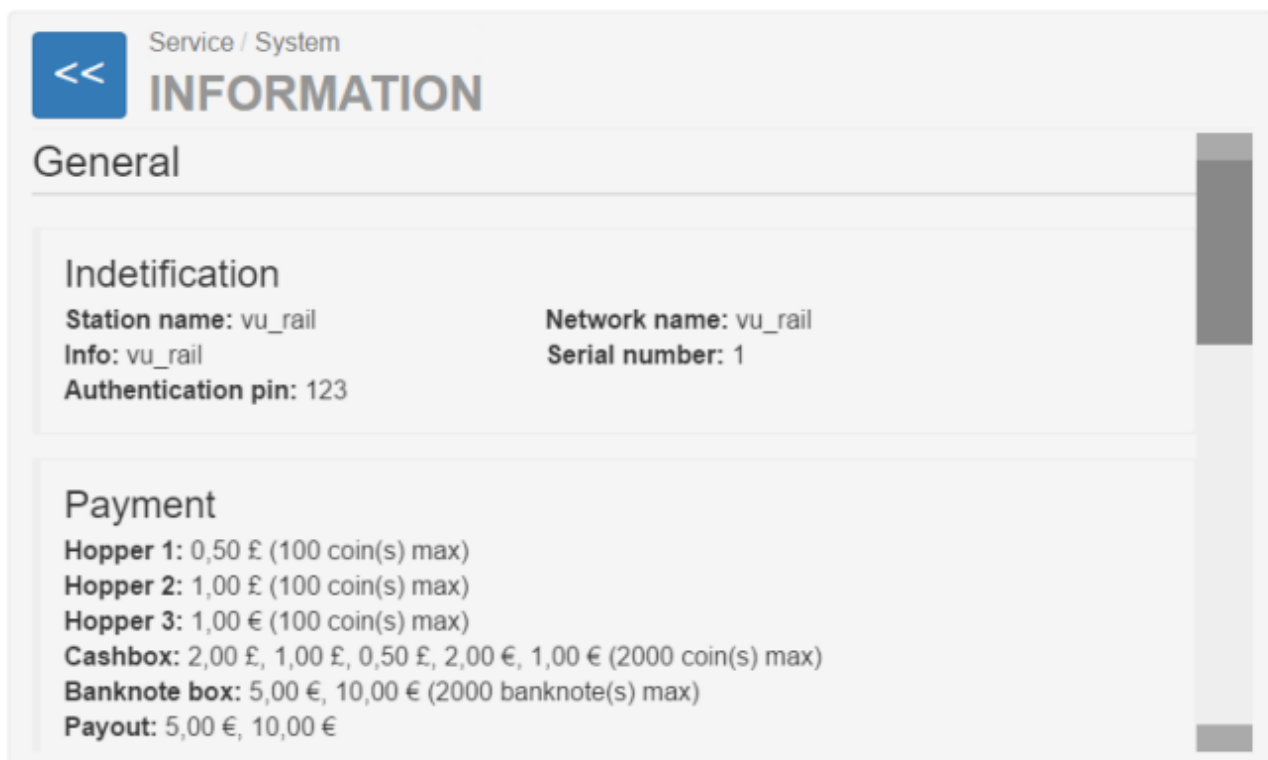 <<
Service / System
INFORMATION
General
Indetification
Station name: vu_rail Network name: vu_rail
Info: vu_rail Serial number: 1
Authentication pin: 123
Payment
Hopper 1: 0,50 £ (100 coin(s) max)
Hopper 2: 1,00 £ (100 coin(s) max)
Hopper 3: 1,00 € (100 coin(s) max)
Cashbox: 2,00 £, 1,00 £, 0,50 £, 2,00 €, 1,00 € (2000 coin(s) max)
Banknote box: 5,00 €, 10,00 € (2000 banknote(s) max)
Payout: 5,00 €, 10,00 €